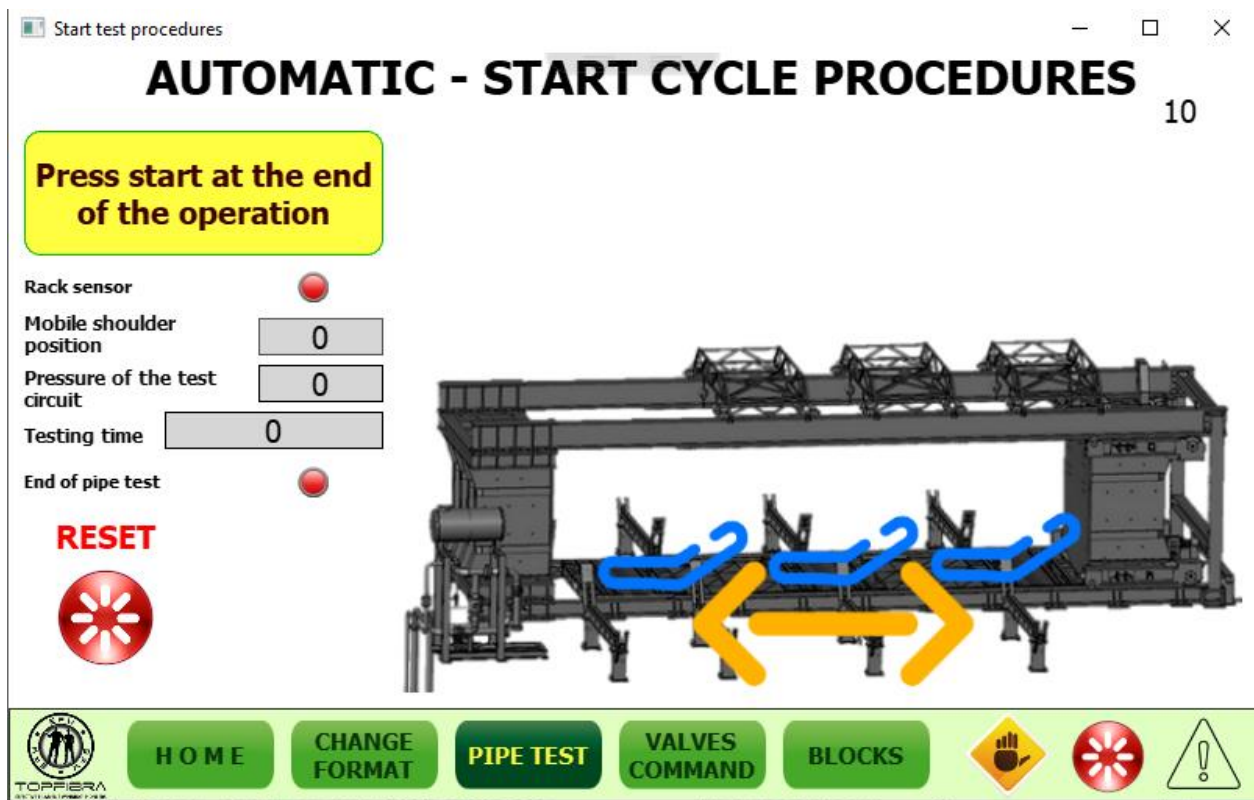 Start test procedures
AUTOMATIC - START CYCLE PROCEDURES
10
Press start at the end
of the operation
Rack sensor
Mobile shoulder
position
0
Pressure of the test
circuit
0
Testing time
0
End of pipe test
RESET
HOME
CHANGE
FORMAT
PIPE TEST
VALVES
COMMAND
BLOCKS
TOPFIBRA